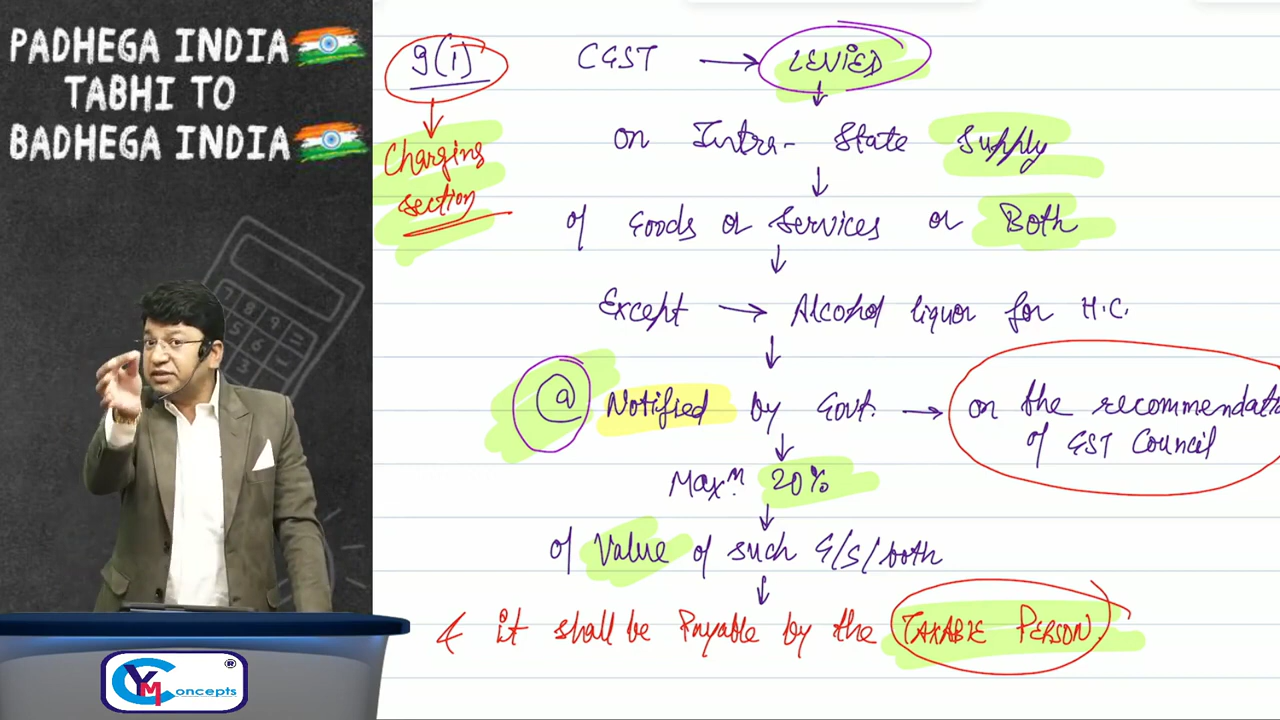 PADHEGA INDIA
TABHI TO
BADHEGA INDIA
9(1) CGST → LEVIED
on Intra- State Supply
Charging
section
of Goods or Services or Both
Except → Alcohol liquor for H.C.
@ Notified by Govt. → on the recommendati
of GST Council
Max.m 20%
of Value of such G/S/both
& it shall be Payable by the TAXABLE PERSON.
YM Concepts ®